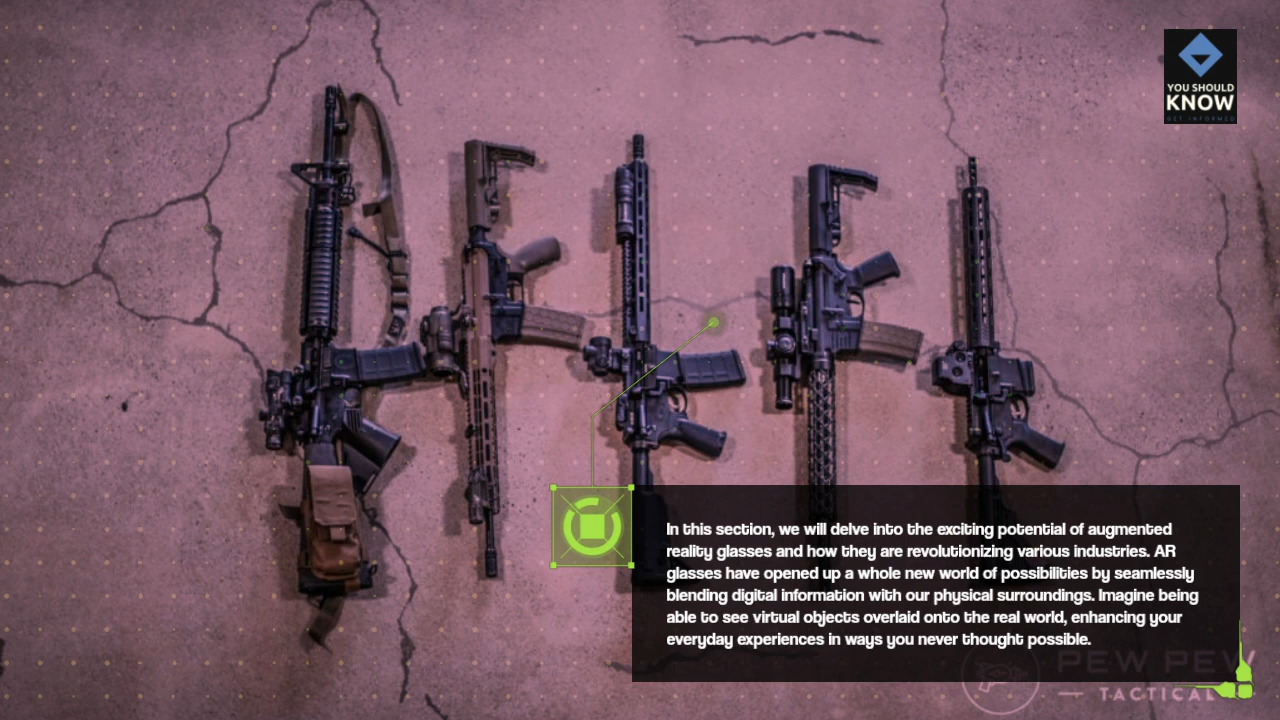 YOU SHOULD
KNOW
GET INFORMED
In this section, we will delve into the exciting potential of augmented
reality glasses and how they are revolutionizing various industries. AR
glasses have opened up a whole new world of possibilities by seamlessly
blending digital information with our physical surroundings. Imagine being
able to see virtual objects overlaid onto the real world, enhancing your
everyday experiences in ways you never thought possible.
PEW PEW
TACTICAL